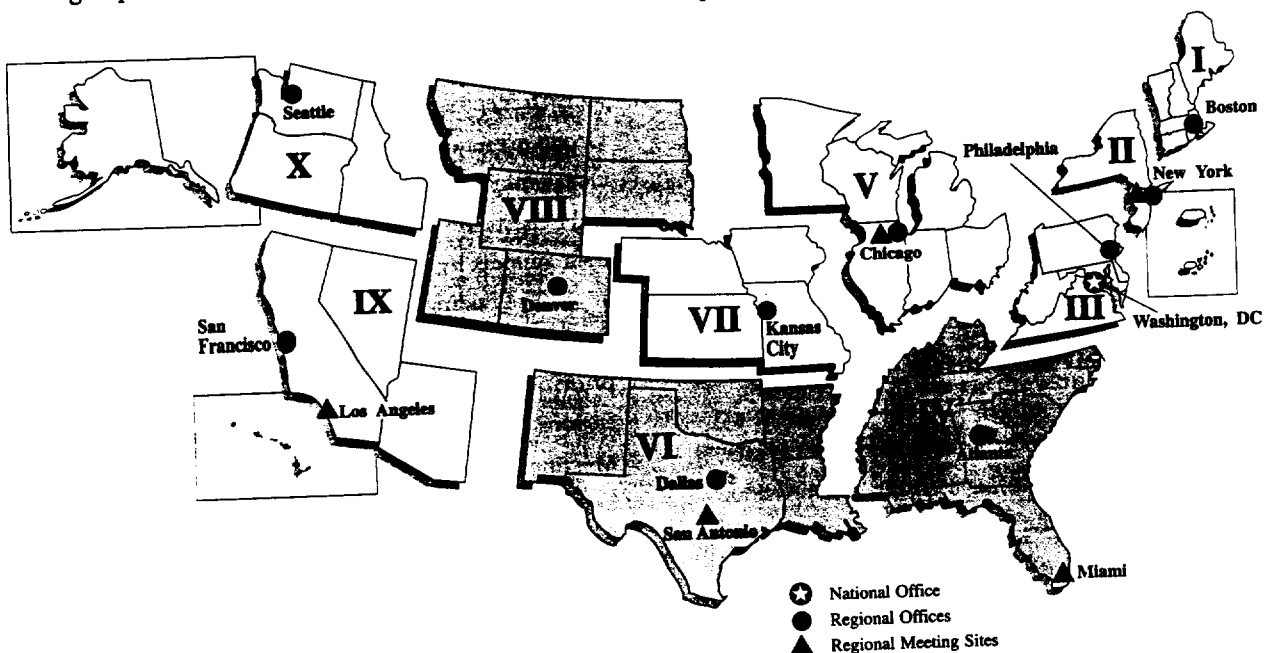 Seattle
X
VIII
Denver
IX
San
Francisco
Los Angeles
VII
Kansas
City
VI
Dallas
San Antonio
V
Chicago
I
Boston
II
New York
Philadelphia
III
Washington, DC
Atlanta
Miami
National Office
Regional Offices
Regional Meeting Sites